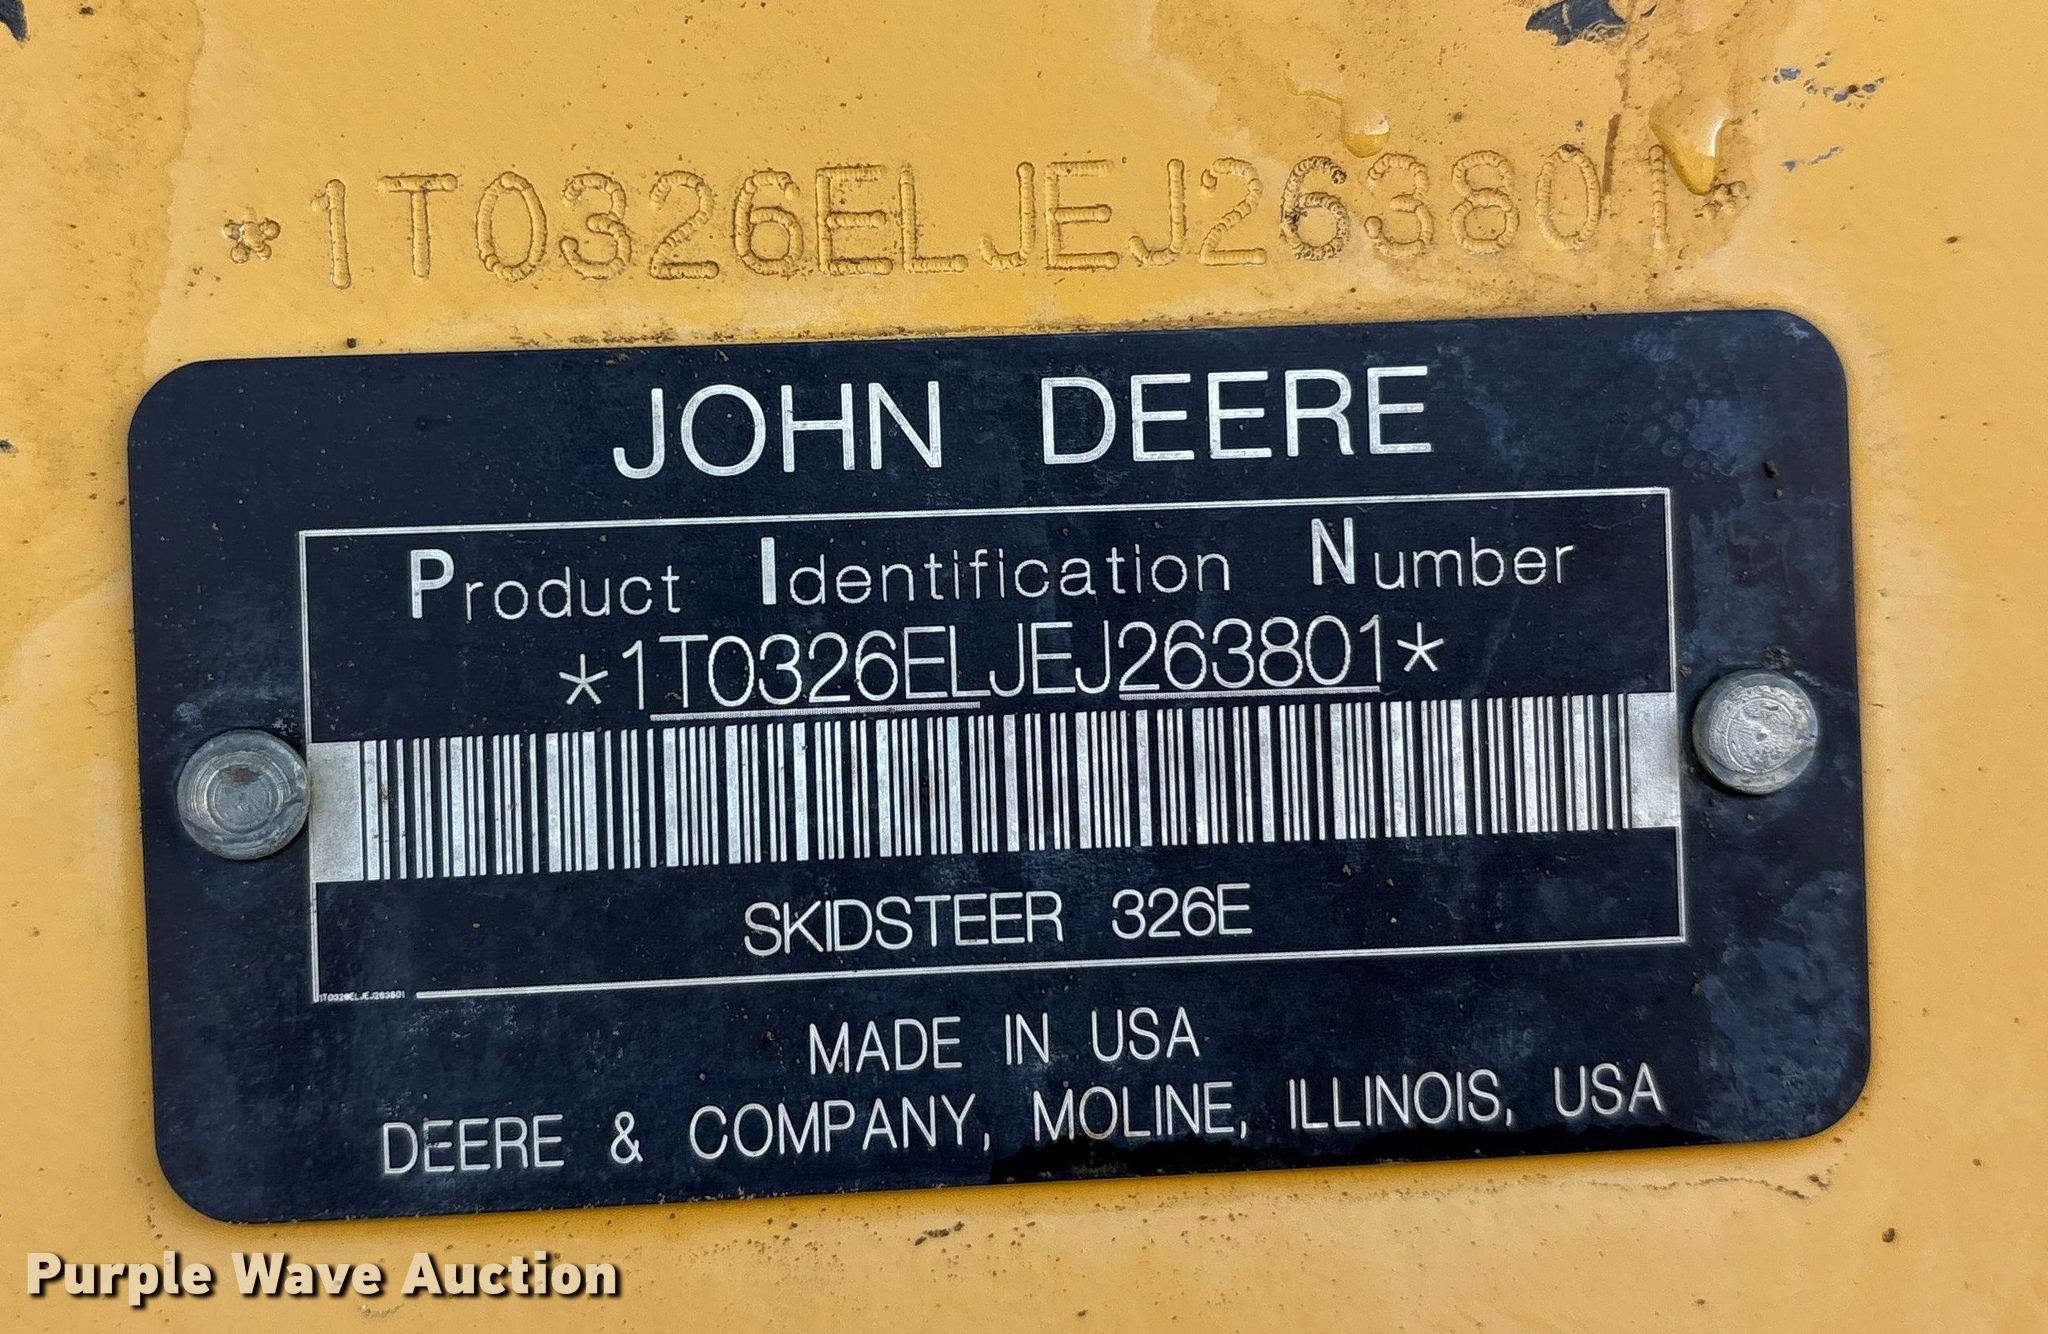 *1T0326ELJEJ263801*
JOHN DEERE
Product Identification Number
*1T0326ELJEJ263801*
SKIDSTEER 326E
1T0326ELJEJ263801
MADE IN USA
DEERE & COMPANY, MOLINE, ILLINOIS, USA
Purple Wave Auction